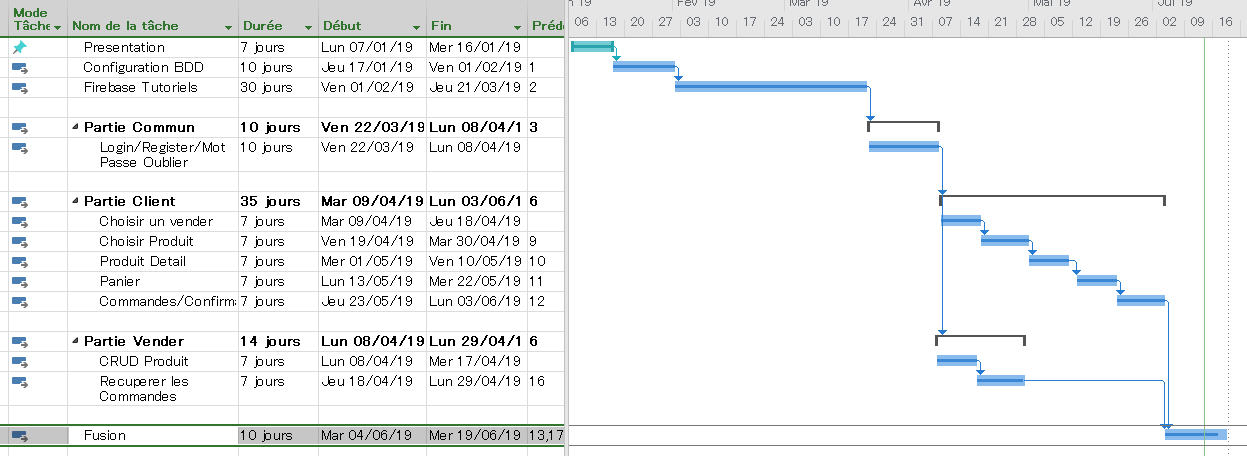 Mode Tâche Nom de la tâche Durée Début Fin Préd
Presentation 7 jours Lun 07/01/19 Mer 16/01/19
Configuration BDD 10 jours Jeu 17/01/19 Ven 01/02/19 1
Firebase Tutoriels 30 jours Ven 01/02/19 Jeu 21/03/19 2
Partie Commun 10 jours Ven 22/03/19 Lun 08/04/1 3
Login/Register/Mot 10 jours Ven 22/03/19 Lun 08/04/19
Passe Oublier
Partie Client 35 jours Mar 09/04/19 Lun 03/06/1 6
Choisir un vender 7 jours Mar 09/04/19 Jeu 18/04/19
Choisir Produit 7 jours Ven 19/04/19 Mar 30/04/19 9
Produit Detail 7 jours Mer 01/05/19 Ven 10/05/19 10
Panier 7 jours Lun 13/05/19 Mer 22/05/19 11
Commandes/Confirm 7 jours Jeu 23/05/19 Lun 03/06/19 12
Partie Vender 14 jours Lun 08/04/19 Lun 29/04/1 6
CRUD Produit 7 jours Lun 08/04/19 Mer 17/04/19
Recuperer les 7 jours Jeu 18/04/19 Lun 29/04/19 16
Commandes
Fusion 10 jours Mar 04/06/19 Mer 19/06/19 13,17
19 Fév 19 Mar 19 Avr 19 Mai 19 Jul 19
06 13 20 27 03 10 17 24 03 10 17 24 31 07 14 21 28 05 12 19 26 02 09 16